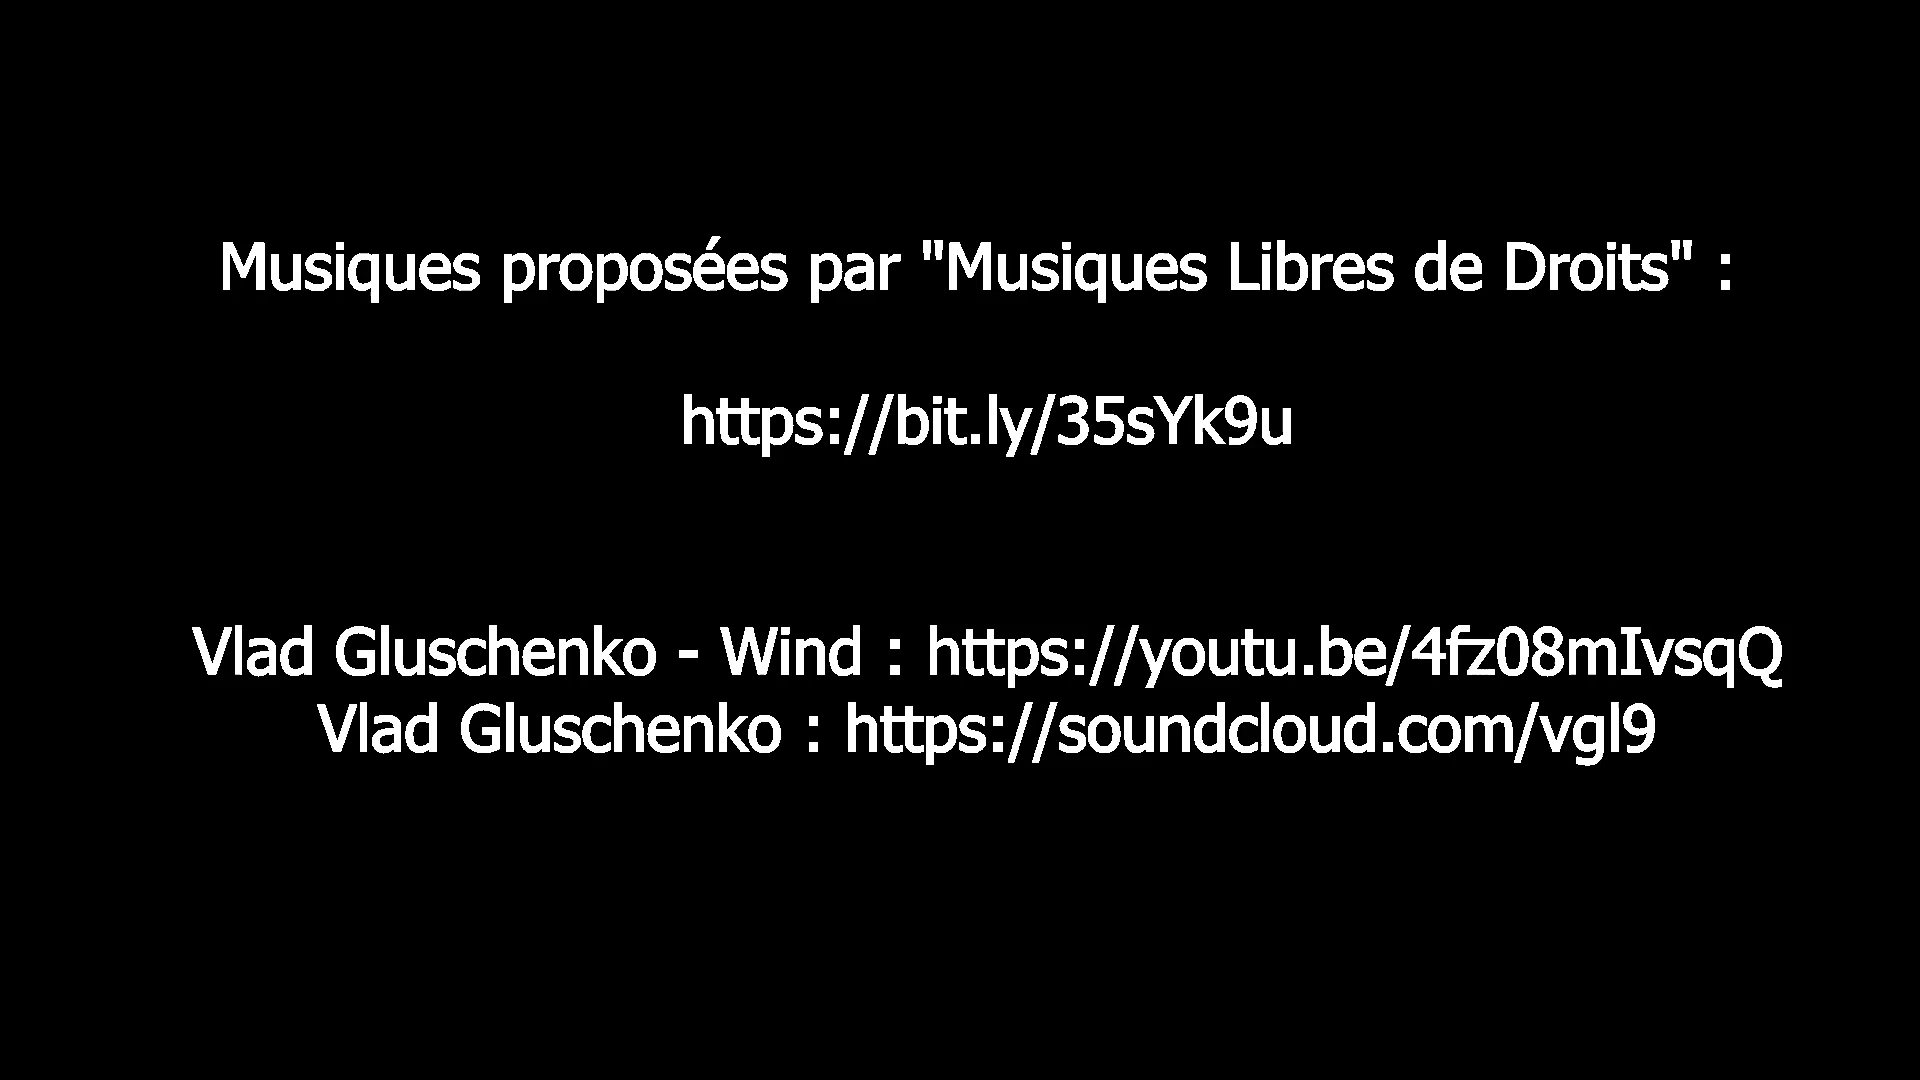 Musiques proposées par "Musiques Libres de Droits" :
https://bit.ly/35sYk9u
Vlad Gluschenko - Wind : https://youtu.be/4fz08mIvsqQ
Vlad Gluschenko : https://soundcloud.com/vgl9